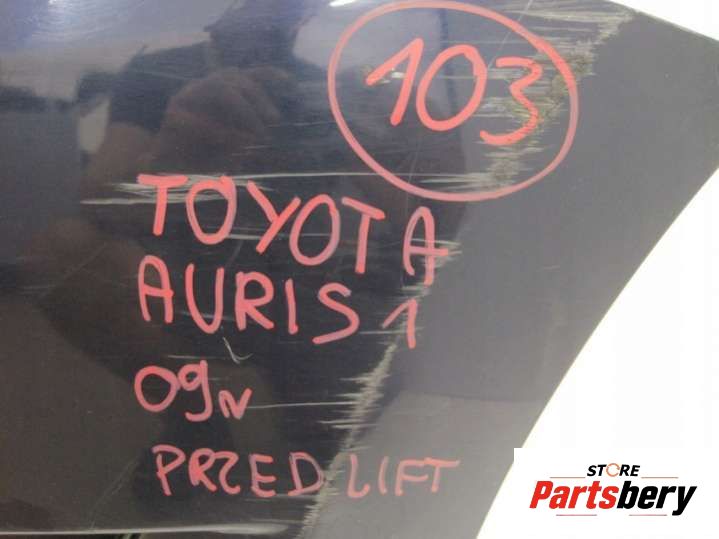 103
TOYOTA
AURIS 1
09r
PRZED LIFT
STORE
Partsbery